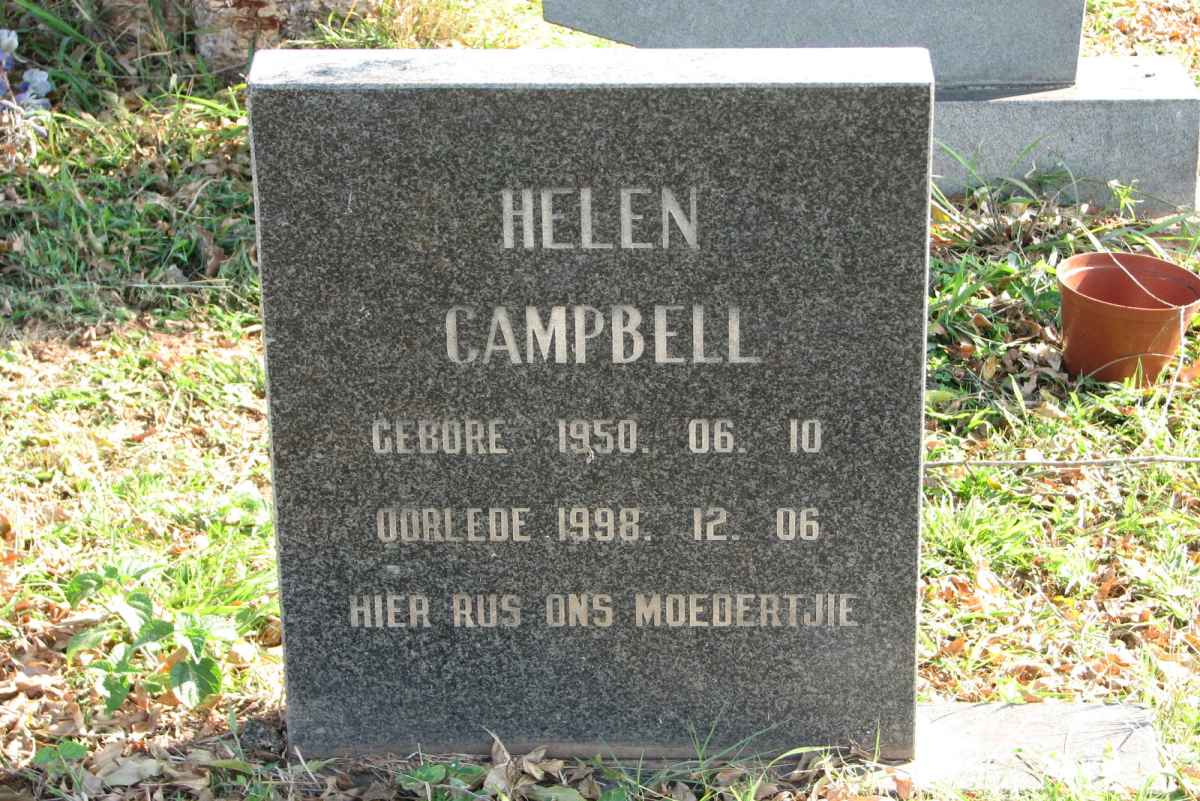 HELEN
CAMPBELL
GEBORE 1950. 06. 10
OORLEDE 1998. 12. 06
HIER RUS ONS MOEDERTJIE